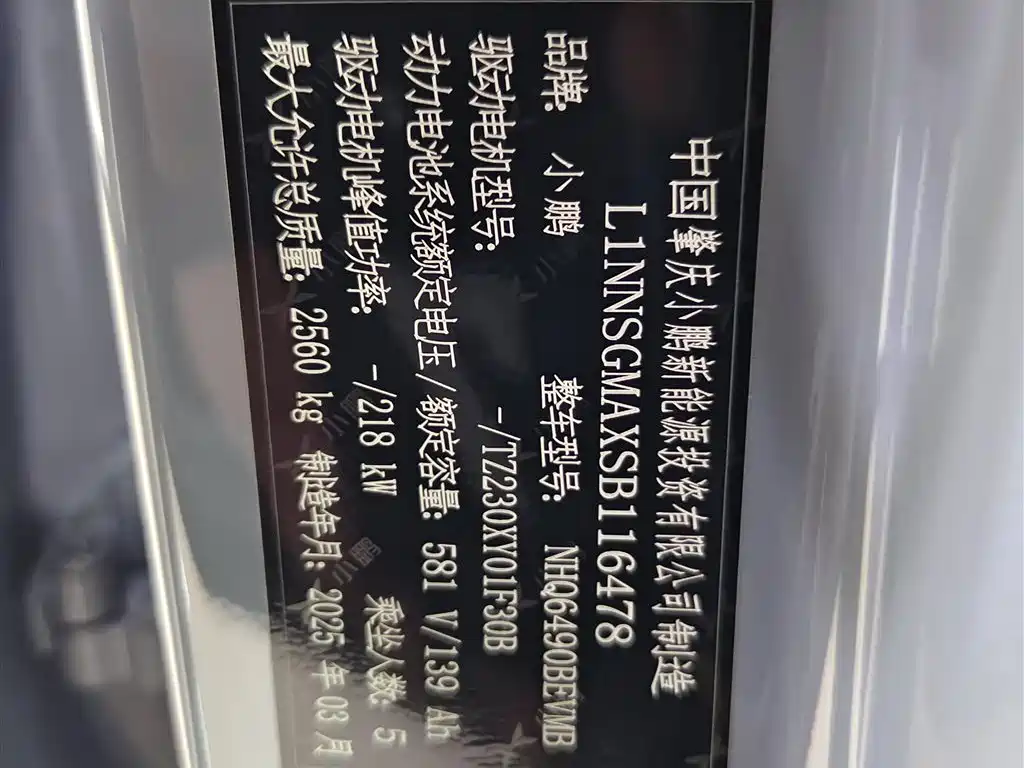 中国肇庆小鹏新能源投资有限公司制造
L1NNSGMAXSB116478
品牌: 小鹏 整车型号: NHQ6490BEVMB
驱动电机型号: -/TZ230XY01F30B
动力电池系统额定电压/额定容量: 581 V/139 Ah
驱动电机峰值功率: -/218 kW 乘坐人数: 5
最大允许总质量: 2560 kg 制造年月: 2025 年 03 月